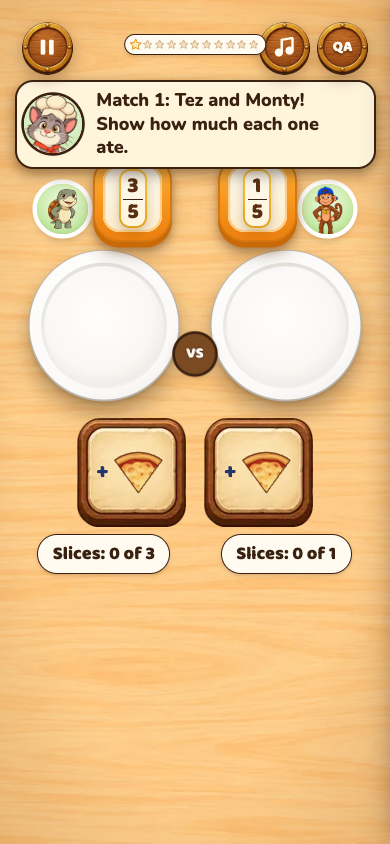 QA
Match 1: Tez and Monty!
Show how much each one
ate.
3
5
1
5
VS
+
+
Slices: 0 of 3
Slices: 0 of 1